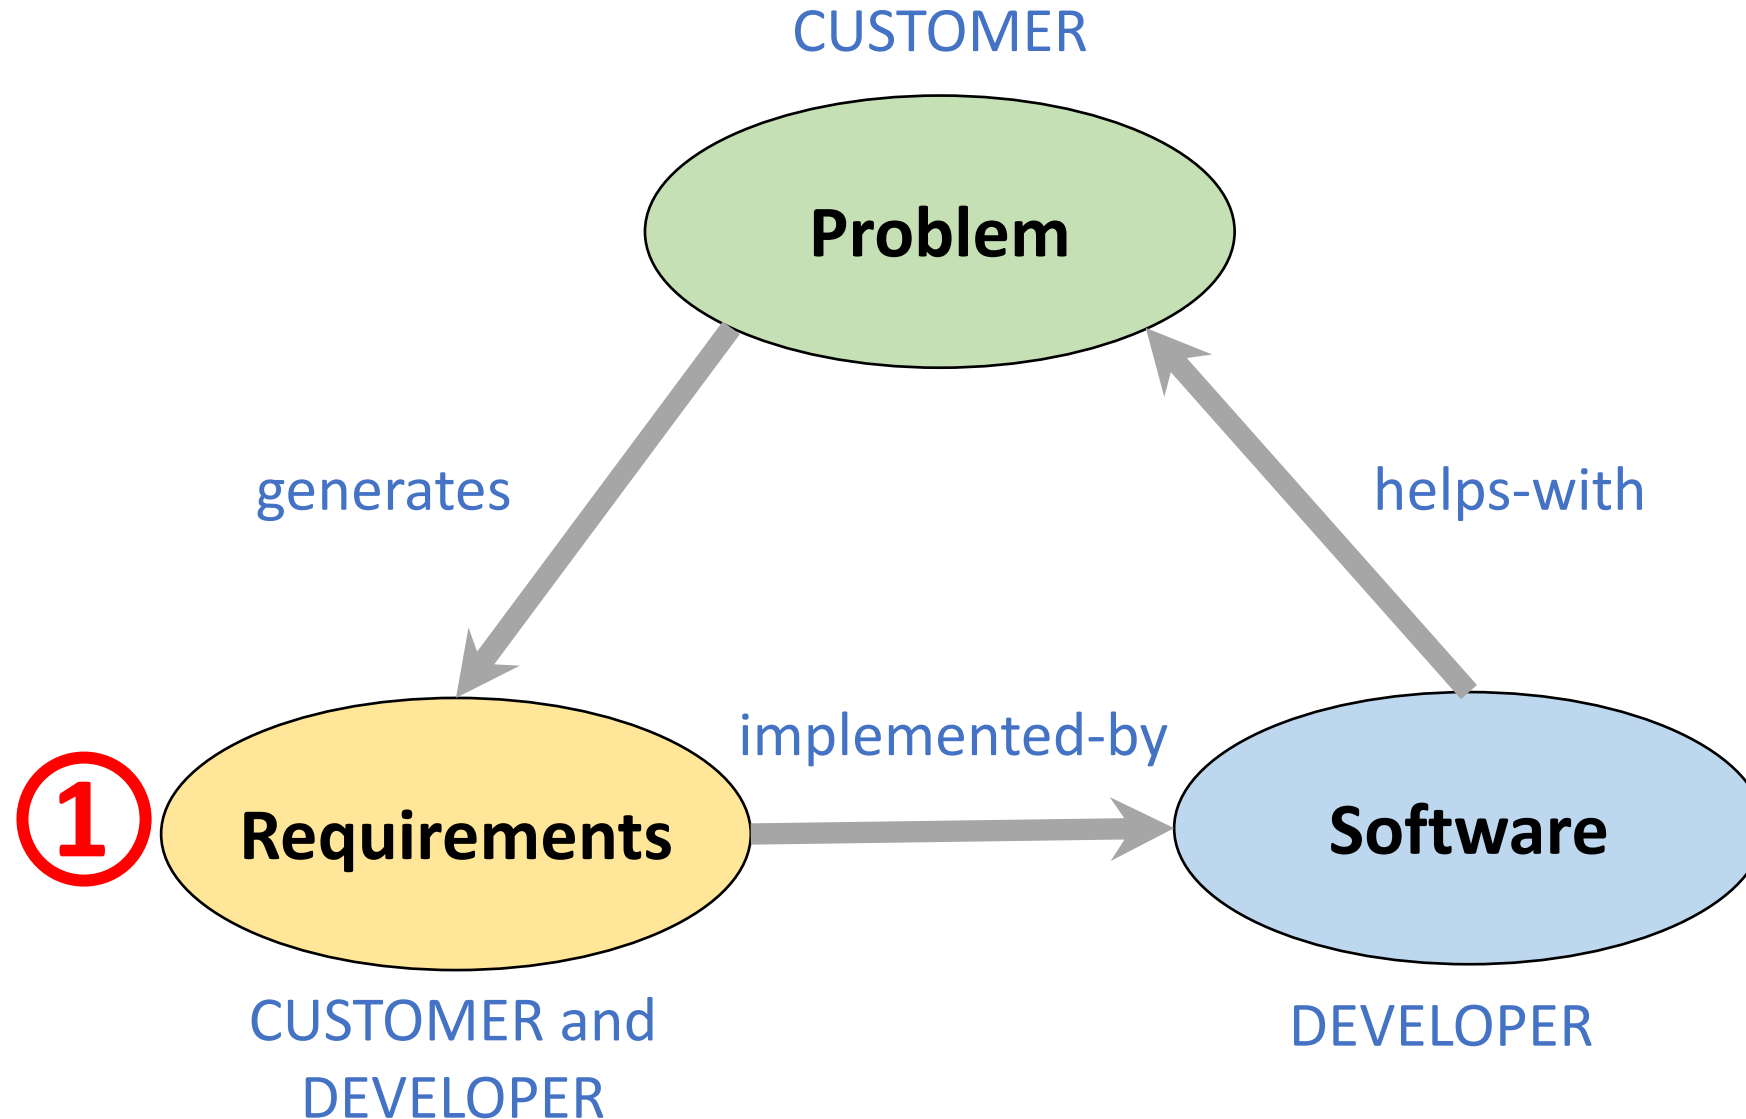 CUSTOMER
Problem
generates
helps-with
implemented-by
1
Requirements
Software
CUSTOMER and
DEVELOPER
DEVELOPER